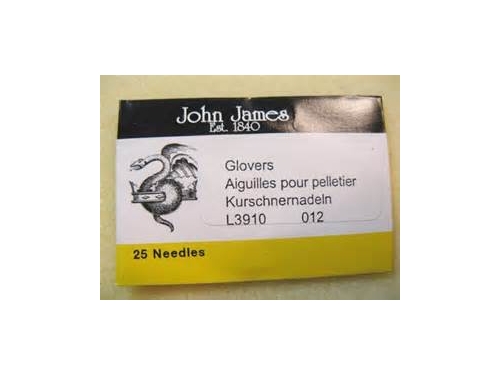 John James
Est. 1840
Glovers
Aiguilles pour pelletier
Kurschnernadeln
L3910 012
25 Needles